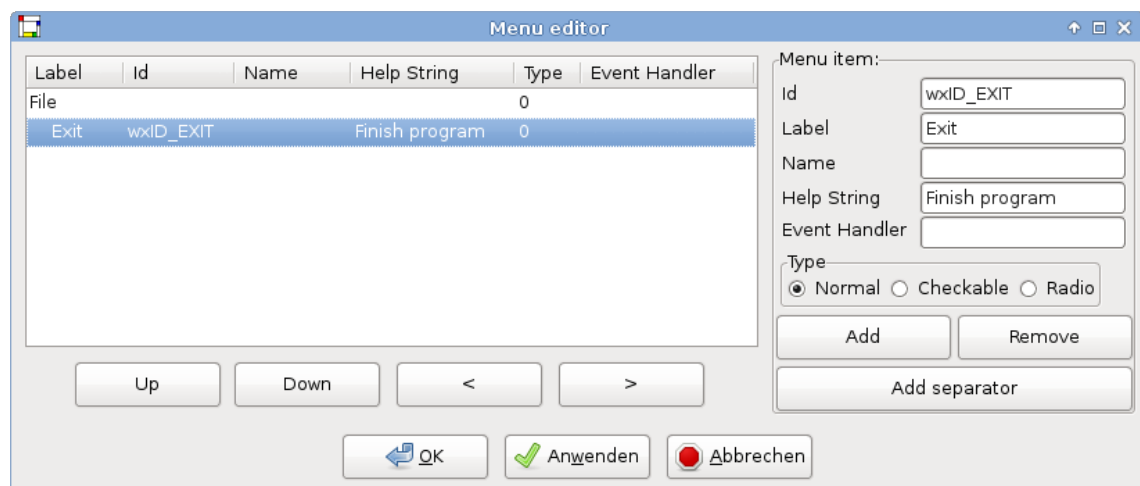 Menu editor
Label Id Name Help String Type Event Handler
File 0
Exit wxID_EXIT Finish program 0
Up Down < >
Menu item:
Id wxID_EXIT
Label Exit
Name
Help String Finish program
Event Handler
Type
Normal Checkable Radio
Add Remove
Add separator
OK Anwenden Abbrechen